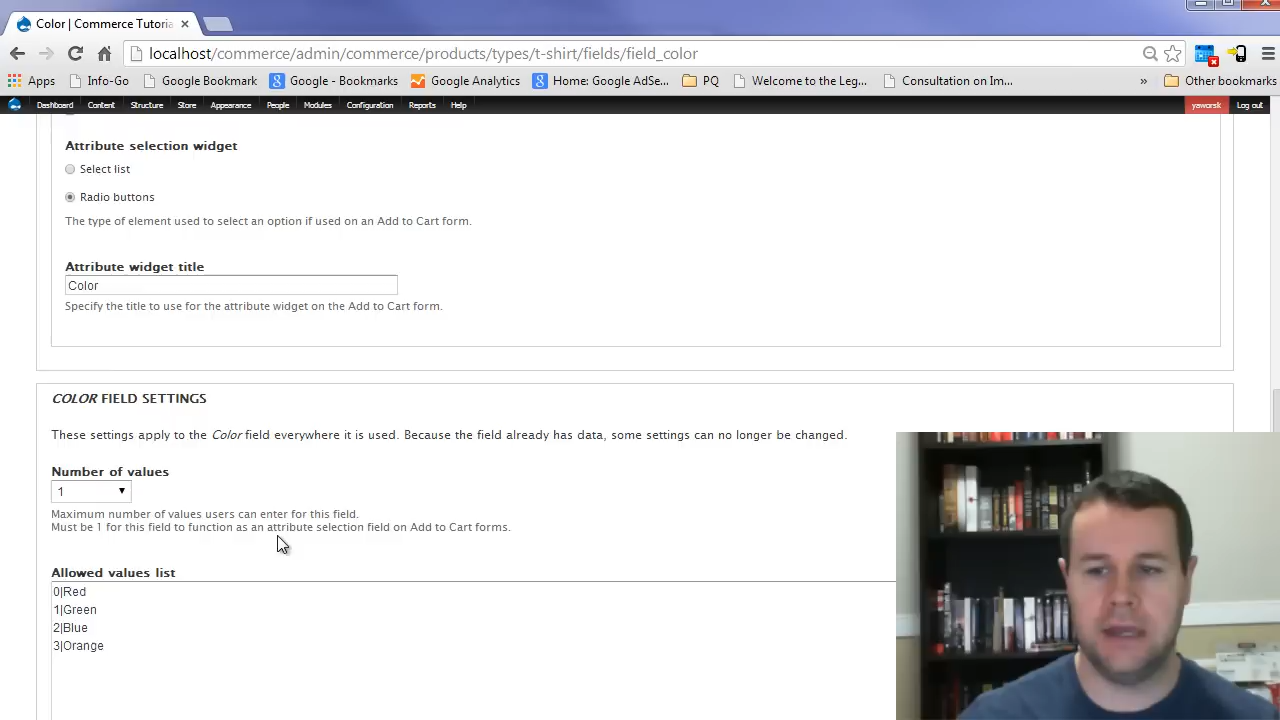 Color | Commerce Tutoria
localhost/commerce/admin/commerce/products/types/t-shirt/fields/field_color
Apps Info-Go Google Bookmark Google - Bookmarks Google Analytic... Home: Google AdSe... PQ Welcome to the Leg... Consultation on Im... » Other bookmarks
Dashboard Content Structure Store Appearance People Modules Configuration Reports Help yaworsk Log out
Attribute selection widget
Select list
Radio buttons
The type of element used to select an option if used on an Add to Cart form.
Attribute widget title
Color
Specify the title to use for the attribute widget on the Add to Cart form.
COLOR FIELD SETTINGS
These settings apply to the Color field everywhere it is used. Because the field already has data, some settings can no longer be changed.
Number of values
1
Maximum number of values users can enter for this field.
Must be 1 for this field to function as an attribute selection field on Add to Cart forms.
Allowed values list
0|Red
1|Green
2|Blue
3|Orange